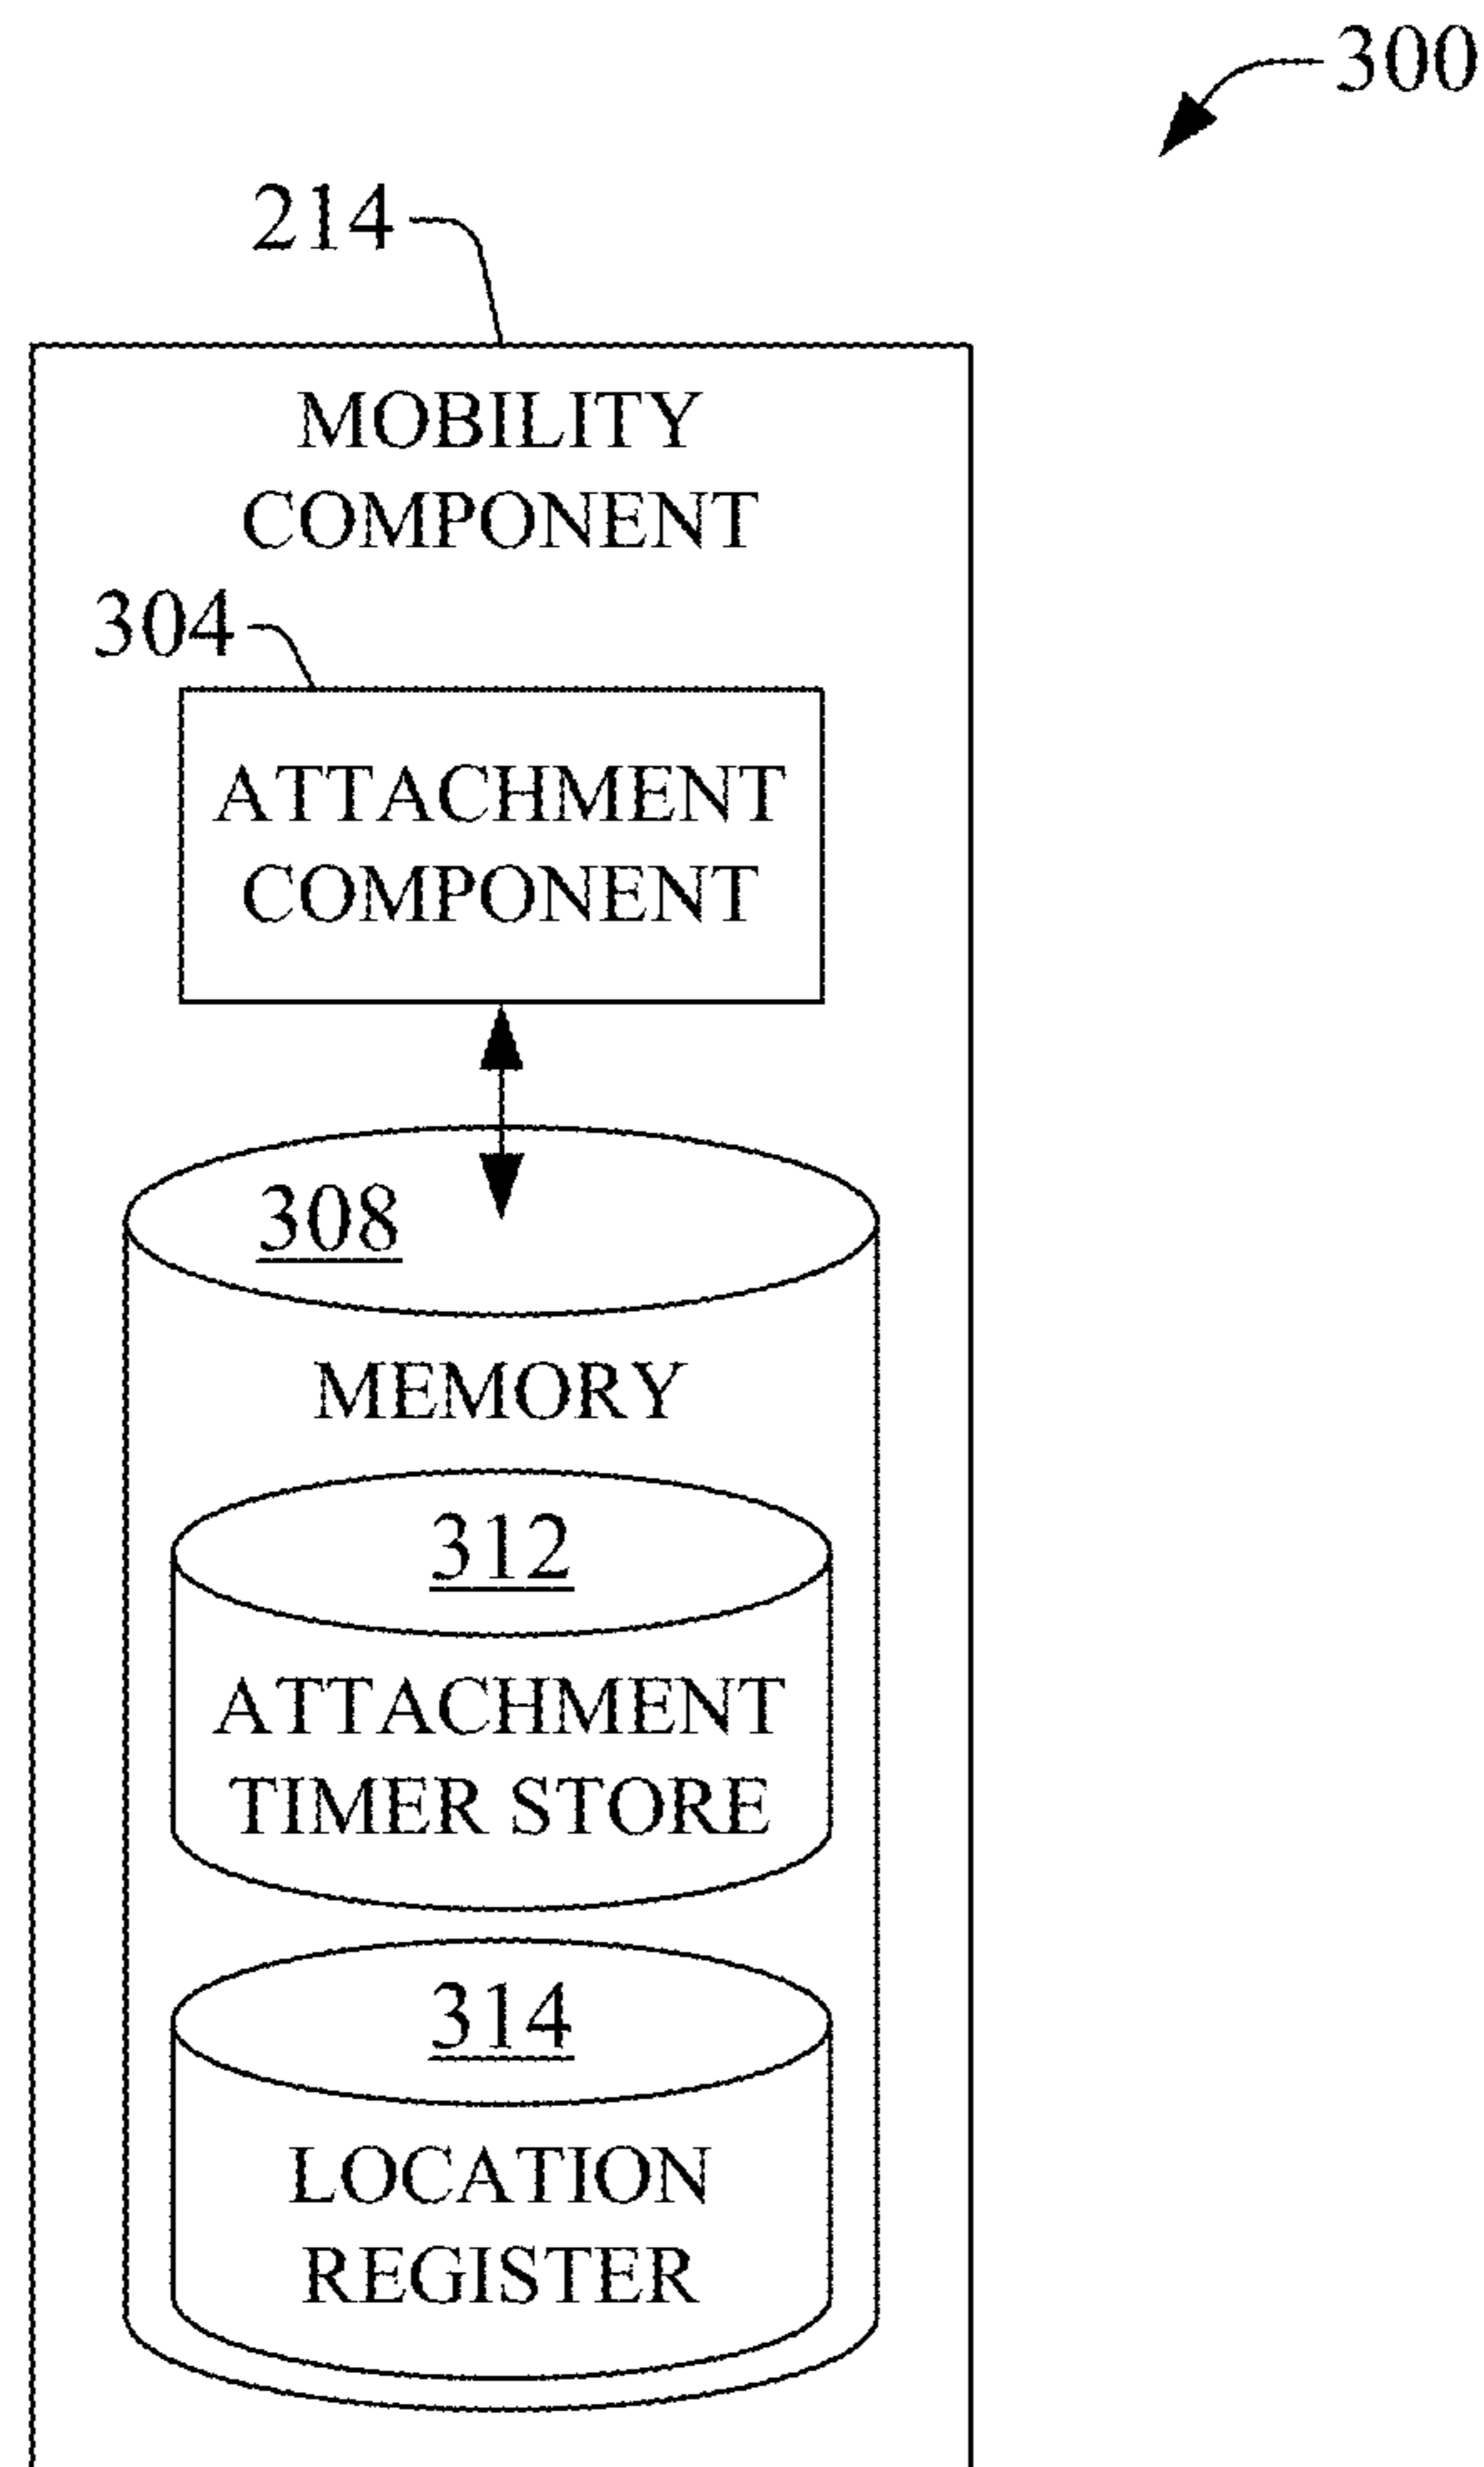 300
214
MOBILITY
COMPONENT
304
ATTACHMENT
COMPONENT
308
MEMORY
312
ATTACHMENT
TIMER STORE
314
LOCATION
REGISTER